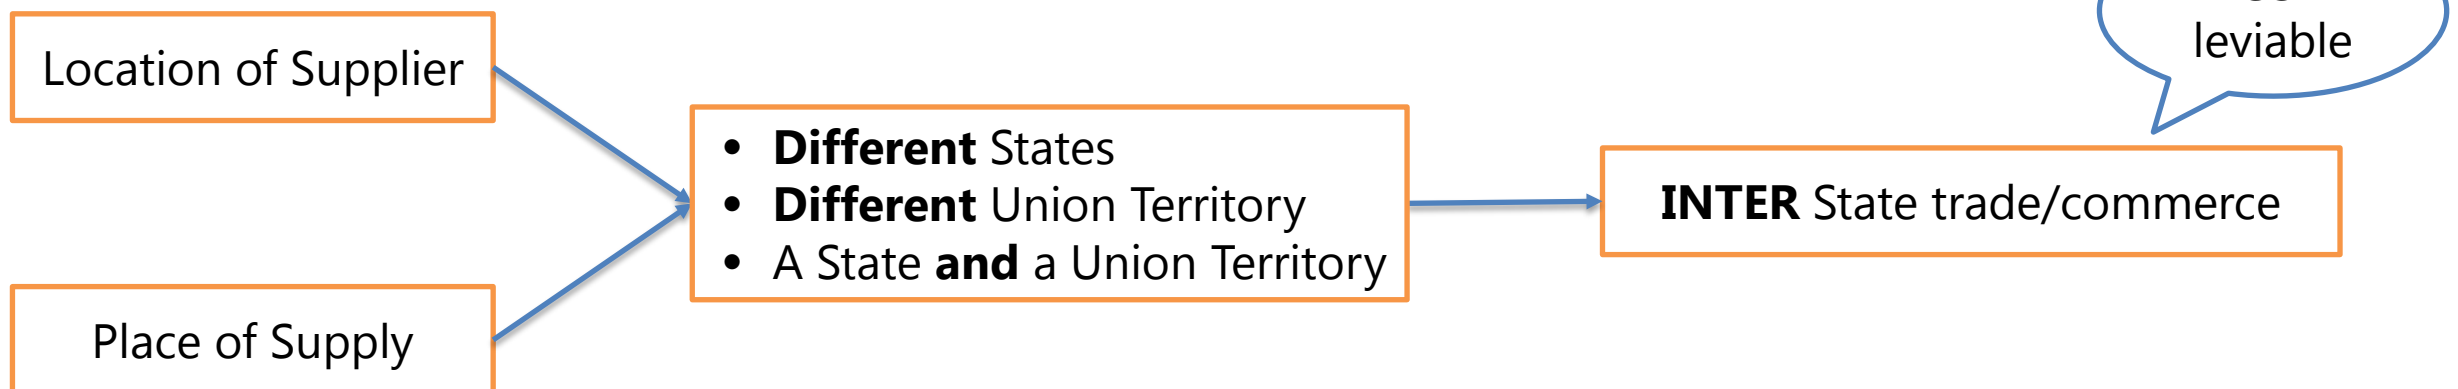 leviable
Location of Supplier
• Different States
• Different Union Territory
• A State and a Union Territory
INTER State trade/commerce
Place of Supply